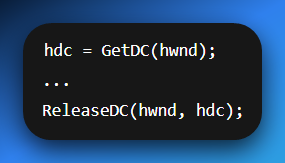 hdc = GetDC(hwnd);
...
ReleaseDC(hwnd, hdc);